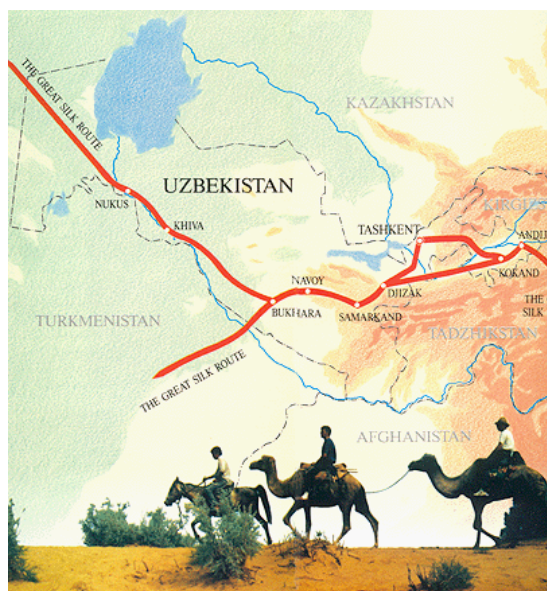 THE GREAT SILK ROUTE
KAZAKHSTAN
UZBEKISTAN
NUKUS
KHIVA
TASHKENT
ANDIJ
KOKAND
NAVOY
DJIZAK
BUKHARA
SAMARKAND
THE
SILK
TURKMENISTAN
TADZHIKSTAN
THE GREAT SILK ROUTE
AFGHANISTAN